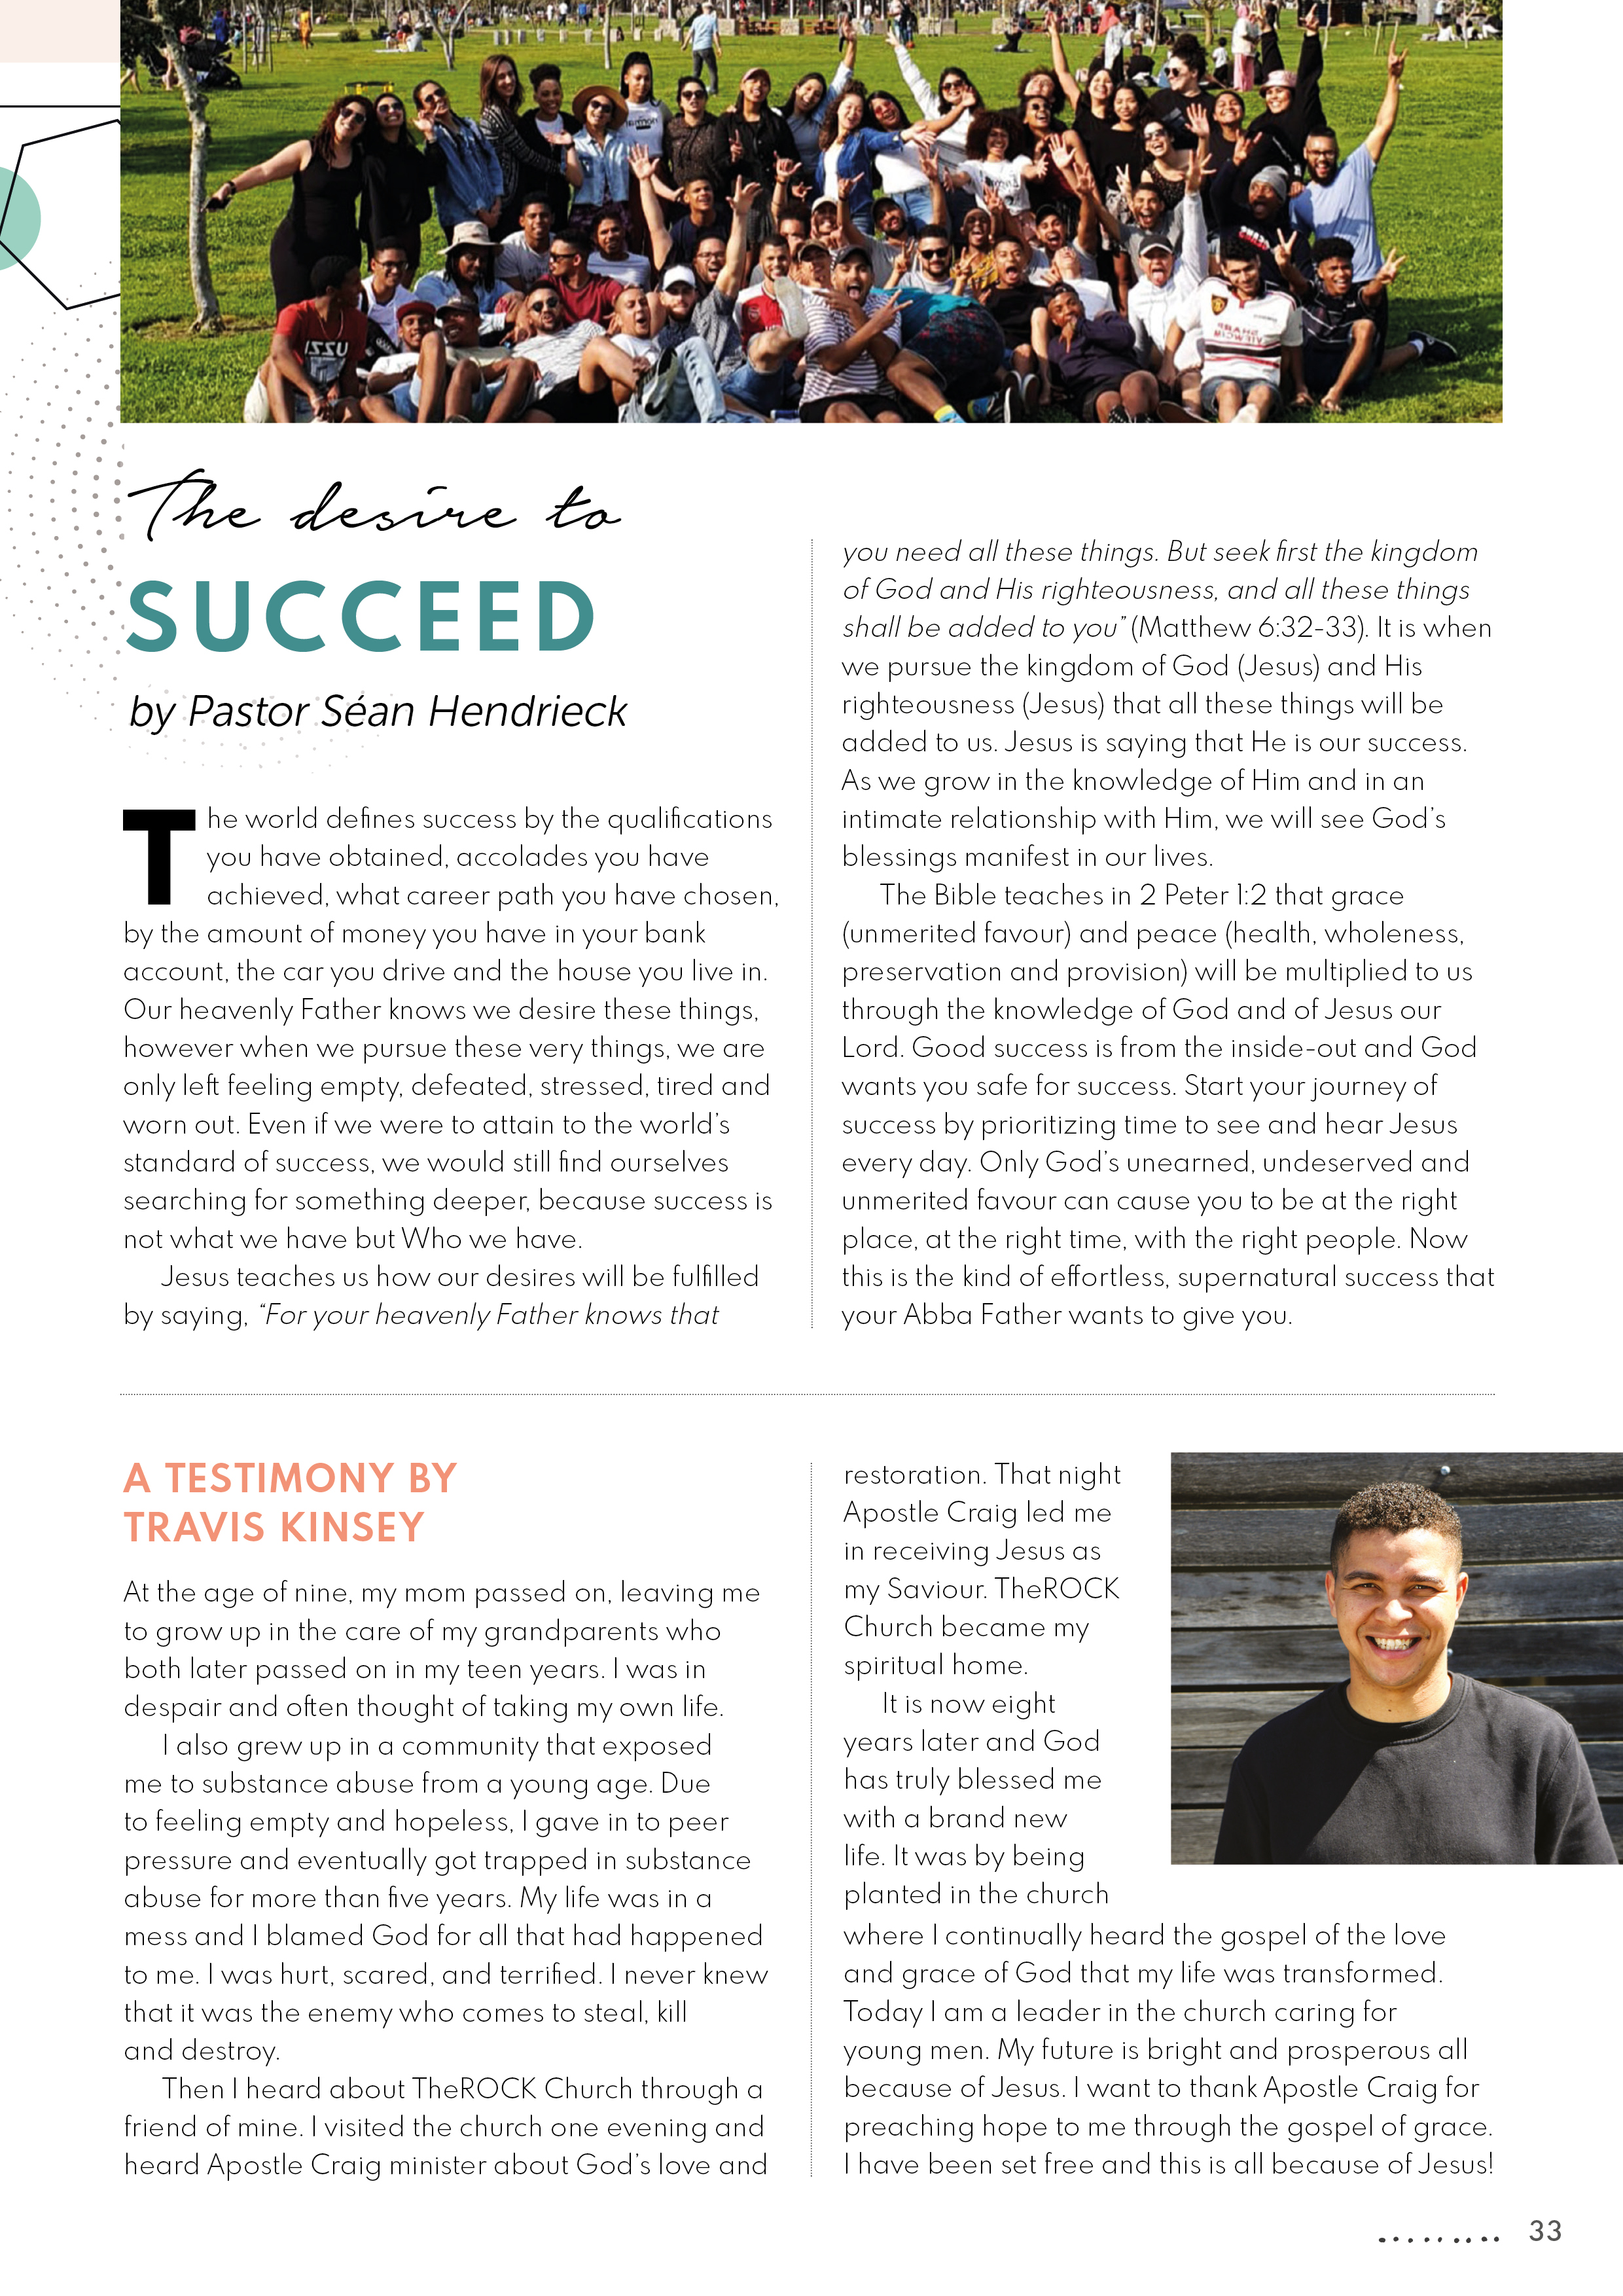 ISSU
The desire to
SUCCEED
by Pastor Séan Hendrieck
The world defines success by the qualifications
you have obtained, accolades you have
achieved, what career path you have chosen,
by the amount of money you have in your bank
account, the car you drive and the house you live in.
Our heavenly Father knows we desire these things,
however when we pursue these very things, we are
only left feeling empty, defeated, stressed, tired and
worn out. Even if we were to attain to the world's
standard of success, we would still find ourselves
searching for something deeper, because success is
not what we have but Who we have.
Jesus teaches us how our desires will be fulfilled
by saying, “For your heavenly Father knows that
you need all these things. But seek first the kingdom
of God and His righteousness, and all these things
shall be added to you” (Matthew 6:32-33). It is when
we pursue the kingdom of God (Jesus) and His
righteousness (Jesus) that all these things will be
added to us. Jesus is saying that He is our success.
As we grow in the knowledge of Him and in an
intimate relationship with Him, we will see God's
blessings manifest in our lives.
The Bible teaches in 2 Peter 1:2 that grace
(unmerited favour) and peace (health, wholeness,
preservation and provision) will be multiplied to us
through the knowledge of God and of Jesus our
Lord. Good success is from the inside-out and God
wants you safe for success. Start your journey of
success by prioritizing time to see and hear Jesus
every day. Only God's unearned, undeserved and
unmerited favour can cause you to be at the right
place, at the right time, with the right people. Now
this is the kind of effortless, supernatural success that
your Abba Father wants to give you.
A TESTIMONY BY
TRAVIS KINSEY
At the age of nine, my mom passed on, leaving me
to grow up in the care of my grandparents who
both later passed on in my teen years. I was in
despair and often thought of taking my own life.
I also grew up in a community that exposed
me to substance abuse from a young age. Due
to feeling empty and hopeless, I gave in to peer
pressure and eventually got trapped in substance
abuse for more than five years. My life was in a
mess and I blamed God for all that had happened
to me. I was hurt, scared, and terrified. I never knew
that it was the enemy who comes to steal, kill
and destroy.
Then I heard about TheROCK Church through a
friend of mine. I visited the church one evening and
heard Apostle Craig minister about God's love and
restoration. That night
Apostle Craig led me
in receiving Jesus as
my Saviour. TheROCK
Church became my
spiritual home.
It is now eight
years later and God
has truly blessed me
with a brand new
life. It was by being
planted in the church
where I continually heard the gospel of the love
and grace of God that my life was transformed.
Today I am a leader in the church caring for
young men. My future is bright and prosperous all
because of Jesus. I want to thank Apostle Craig for
preaching hope to me through the gospel of grace.
I have been set free and this is all because of Jesus!
33